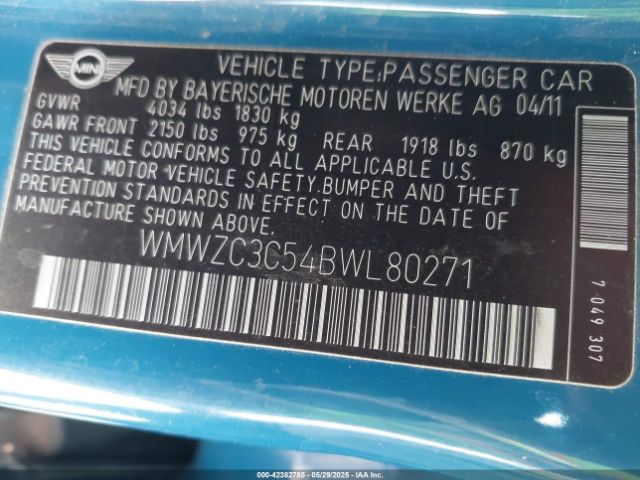 MINI
VEHICLE TYPE:PASSENGER CAR
MFD BY BAYERISCHE MOTOREN WERKE AG 04/11
GVWR 4034 lbs 1830 kg
GAWR FRONT 2150 lbs 975 kg REAR 1918 lbs 870 kg
THIS VEHICLE CONFORMS TO ALL APPLICABLE U.S.
FEDERAL MOTOR VEHICLE SAFETY,BUMPER AND THEFT
PREVENTION STANDARDS IN EFFECT ON THE DATE OF
MANUFACTURE SHOWN ABOVE.
WMWZC3C54BWL80271
7 049 307
000-42382785 - 05/29/2025 - IAAI.COM